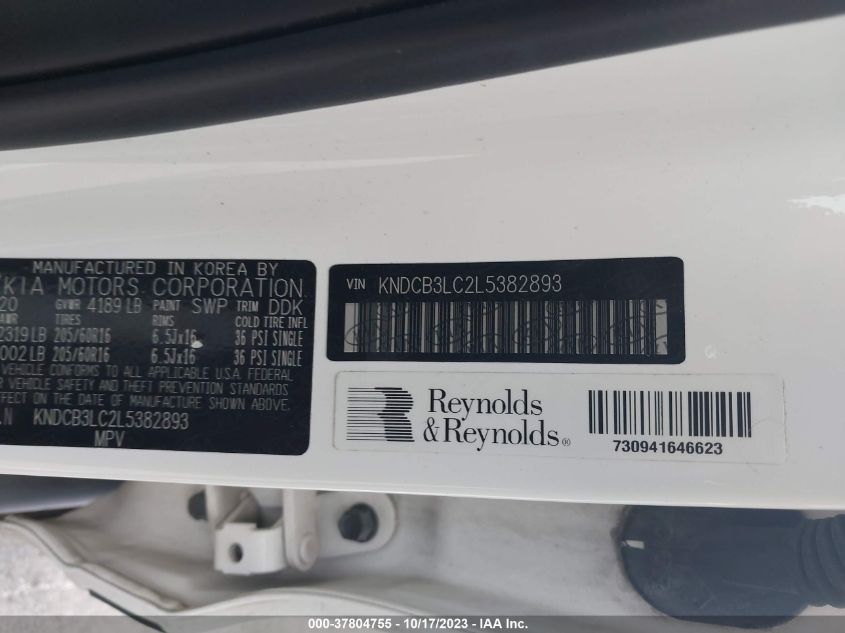 MANUFACTURED IN KOREA BY
KIA MOTORS CORPORATION
20 GVWR 4189 LB PAINT SWP TRIM DDK
TIRES RIMS COLD TIRE INFL
2319 LB 205/60R16 6.5Jx16 36 PSI SINGLE
002 LB 205/60R16 6.5Jx16 36 PSI SINGLE
VEHICLE CONFORMS TO ALL APPLICABLE U.S.A FEDERAL
VEHICLE SAFETY AND THEFT PREVENTION STANDARDS
EFFECT ON THE DATE OF MANUFACTURE SHOWN ABOVE.
KNDCB3LC2L5382893
MPV
VIN KNDCB3LC2L5382893
Reynolds
& Reynolds®
730941646623
000-37804755 - 10/17/2023 - IAAI.com